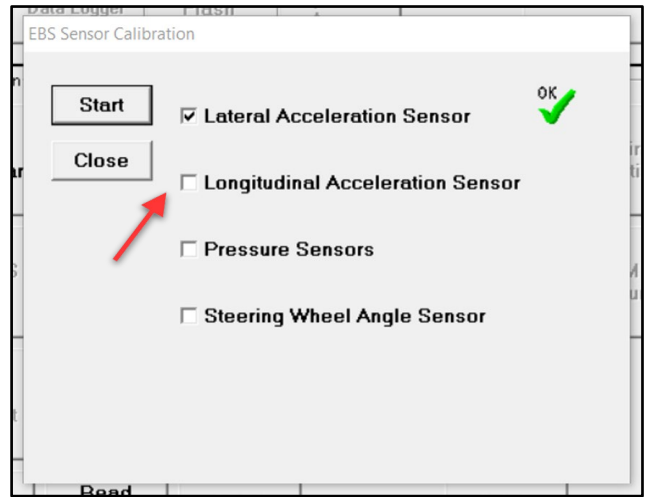 Data Logger Flash
EBS Sensor Calibration
Start
OK
Lateral Acceleration Sensor
Close
Longitudinal Acceleration Sensor
Pressure Sensors
Steering Wheel Angle Sensor
Read